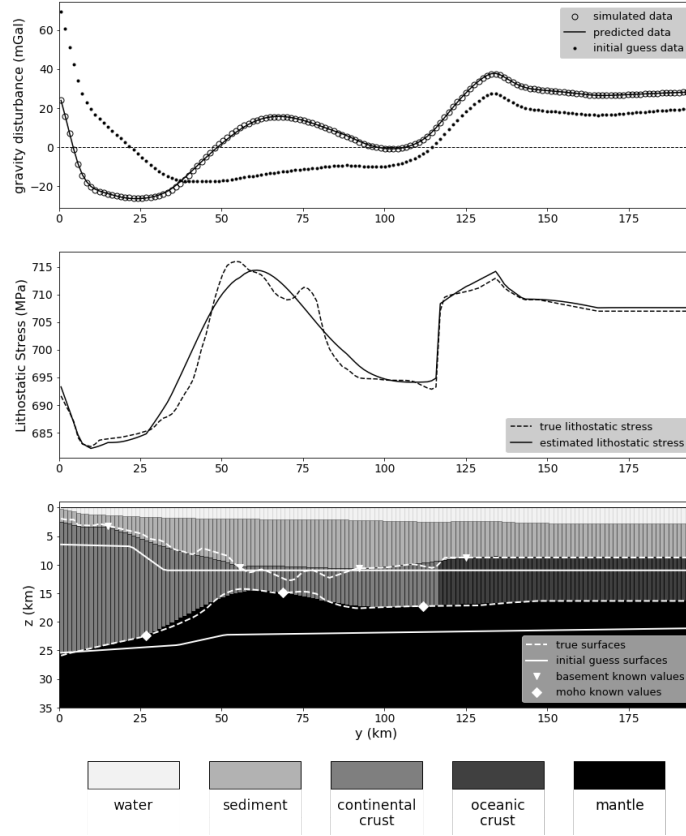 60
40
20
0
−20
gravity disturbance (mGal)
simulated data
predicted data
initial guess data
0 25 50 75 100 125 150 175
715
710
705
695
690
685
Lithostatic Stress (MPa)
true lithostatic stress
estimated lithostatic stress
0 25 50 75 100 125 150 175
0
5
10
15
20
25
30
35
z (km)
true surfaces
initial guess surfaces
basement known values
moho known values
0 25 50 75 100 125 150 175
y (km)
water sediment continental crust oceanic crust mantle